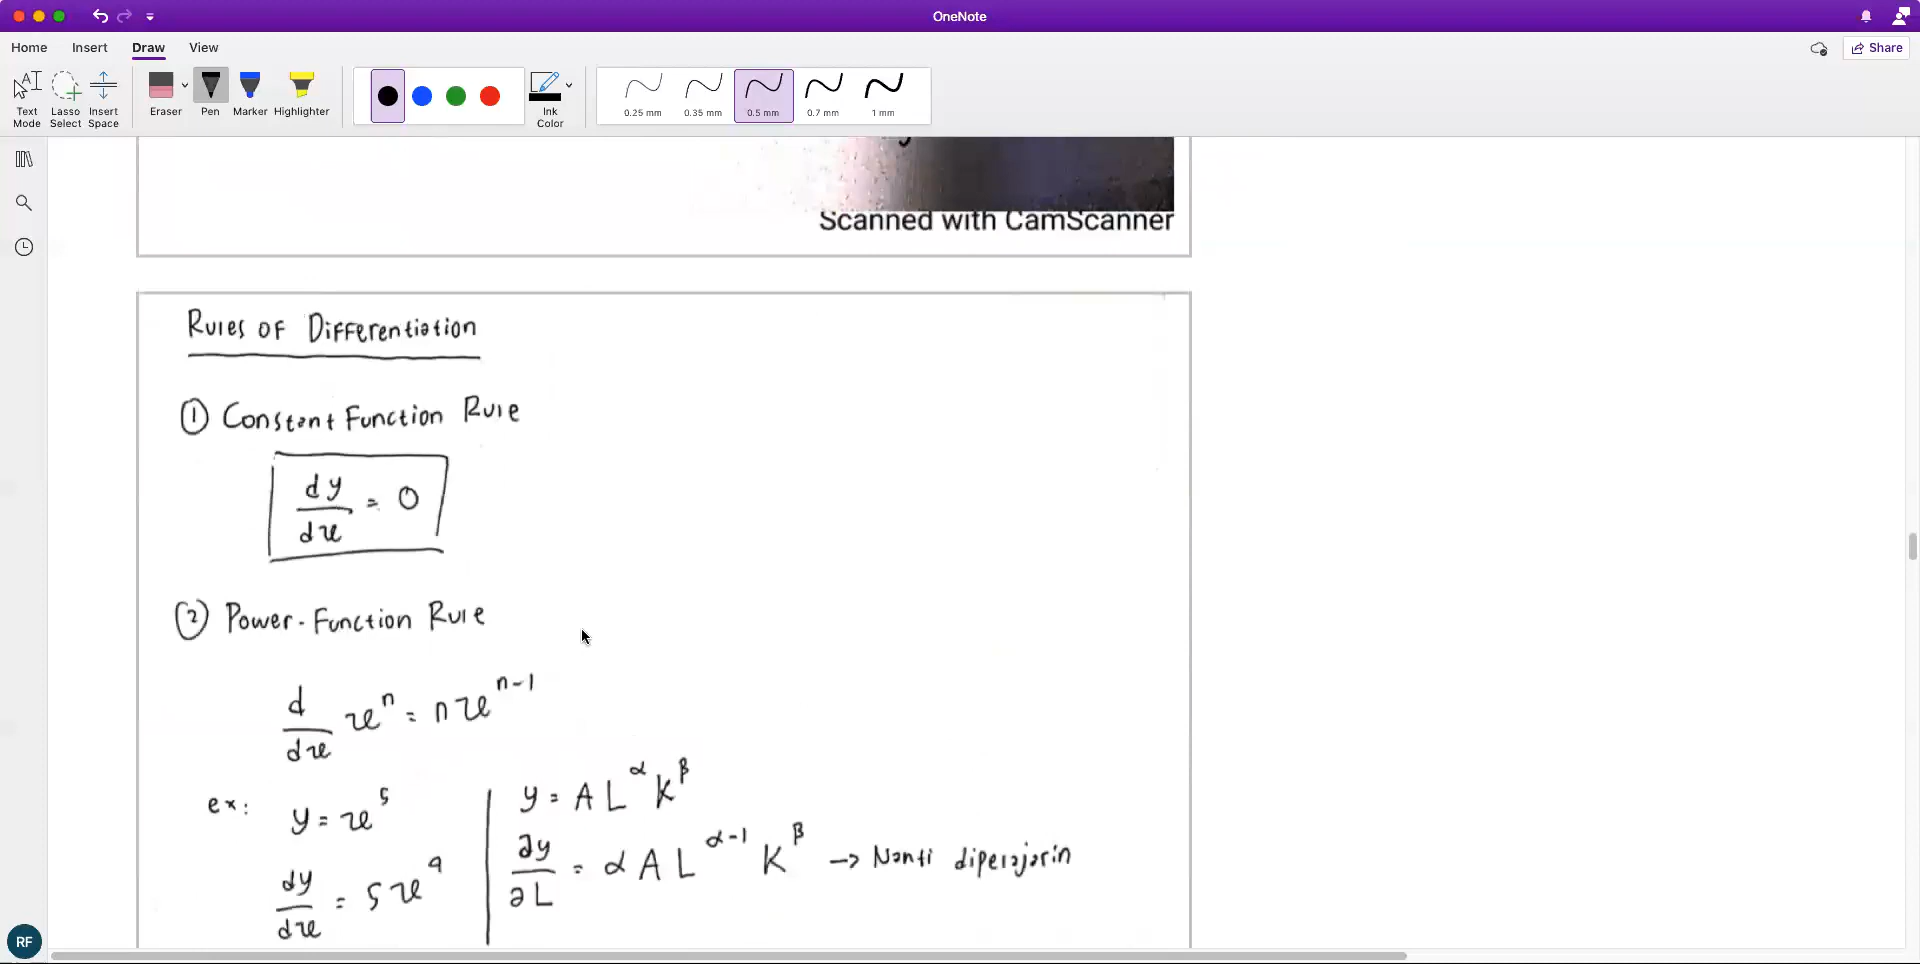 OneNote
Home Insert Draw View
Share
Text Mode
Lasso Select
Insert Space
Eraser
Pen
Marker
Highlighter
Ink Color
0.25 mm
0.35 mm
0.5 mm
0.7 mm
1 mm
Scanned with CamScanner
Rules of Differentiation
① Constant Function Rule
dy/dx = 0
② Power-Function Rule
d/dx x^n = n x^(n-1)
ex: y = x^5
dy/dx = 5x^4
y = A L^α K^β
∂y/∂L = α A L^(α-1) K^β → Nanti dipelajarin
RF